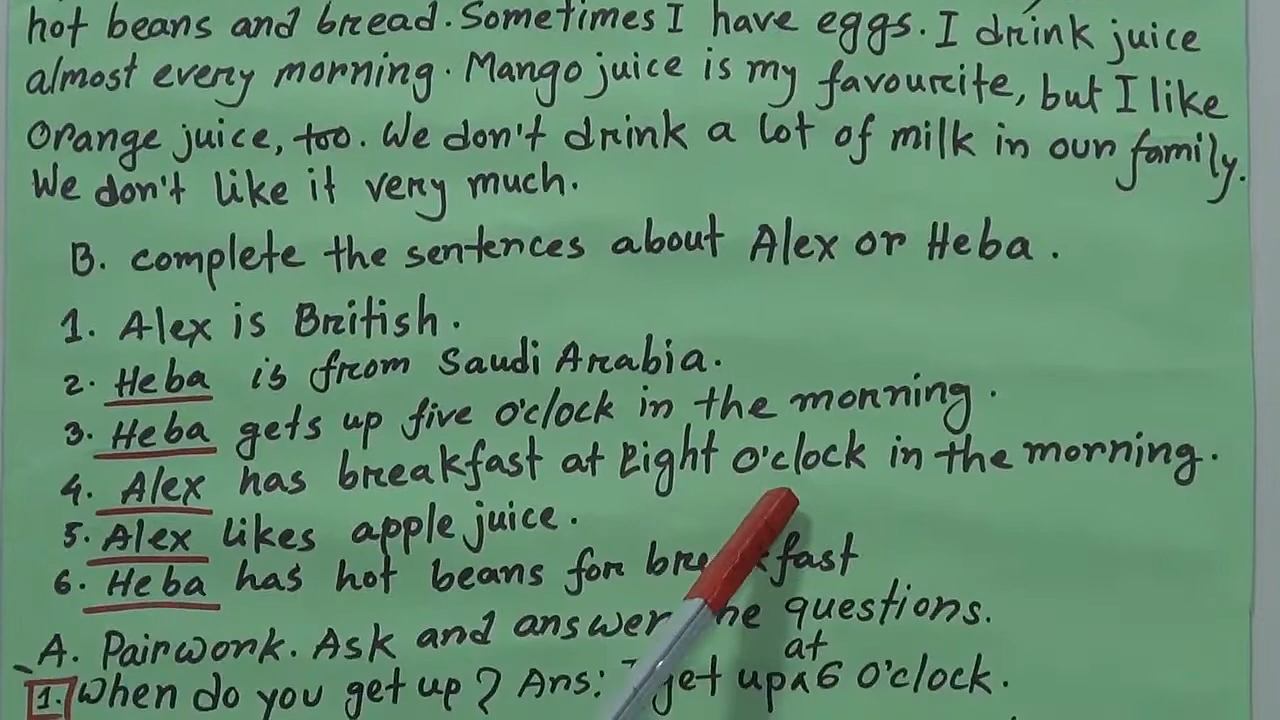 hot beans and bread. Sometimes I have eggs. I drink juice
almost every morning. Mango juice is my favourite, but I like
Orange juice, too. We don't drink a lot of milk in our family.
We don't like it very much.
B. complete the sentences about Alex or Heba.
1. Alex is British.
2. Heba is from Saudi Arabia.
3. Heba gets up five o'clock in the morning.
4. Alex has breakfast at Eight o'clock in the morning.
5. Alex likes apple juice.
6. Heba has hot beans for breakfast
A. Pairwork. Ask and answer the questions.
at
1. When do you get up? Ans: I get up ^ 6 O'clock.